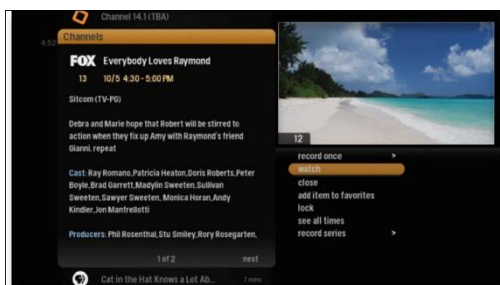 Channel 14.1 (TBA)
4:52
Channels
FOX Everybody Loves Raymond
13 10/5 4:30 - 5:00 PM
Sitcom (TV-PG)
Debra and Marie hope that Robert will be stirred to
action when they fix up Amy with Raymond's friend
Gianni. repeat
Cast: Ray Romano,Patricia Heaton,Doris Roberts,Peter
Boyle,Brad Garrett,Madylin Sweeten,Sullivan
Sweeten,Sawyer Sweeten, Monica Horan,Andy
Kindler,Jon Manfrellotti
Producers: Phil Rosenthal,Stu Smiley,Rory Rosegarten,
1 of 2 next
Cat in the Hat Knows a Lot Ab... 7 mins
12
record once >
watch
close
add item to favorites
lock
see all times
record series >